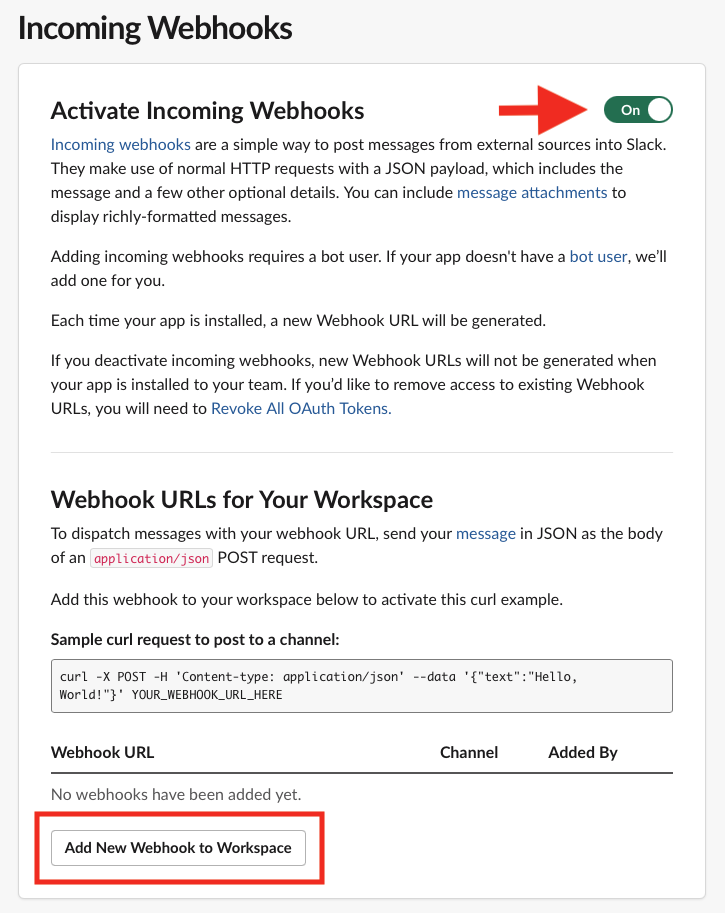 Incoming Webhooks
Activate Incoming Webhooks
On
Incoming webhooks are a simple way to post messages from external sources into Slack.
They make use of normal HTTP requests with a JSON payload, which includes the
message and a few other optional details. You can include message attachments to
display richly-formatted messages.
Adding incoming webhooks requires a bot user. If your app doesn't have a bot user, we’ll
add one for you.
Each time your app is installed, a new Webhook URL will be generated.
If you deactivate incoming webhooks, new Webhook URLs will not be generated when
your app is installed to your team. If you’d like to remove access to existing Webhook
URLs, you will need to Revoke All OAuth Tokens.
Webhook URLs for Your Workspace
To dispatch messages with your webhook URL, send your message in JSON as the body
of an application/json POST request.
Add this webhook to your workspace below to activate this curl example.
Sample curl request to post to a channel:
curl -X POST -H 'Content-type: application/json' --data '{"text":"Hello,
World!"}' YOUR_WEBHOOK_URL_HERE
Webhook URL Channel Added By
No webhooks have been added yet.
Add New Webhook to Workspace